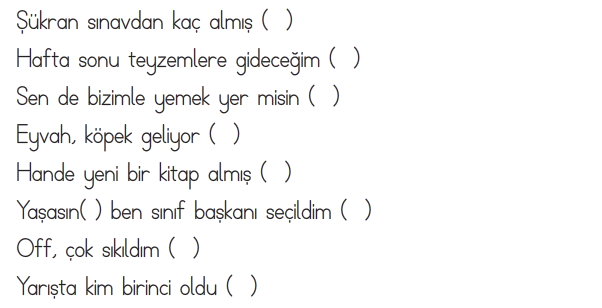 Şükran sınavdan kaç almış (   )
Hafta sonu teyzemlere gideceğim (   )
Sen de bizimle yemek yer misin (   )
Eyvah, köpek geliyor (   )
Hande yeni bir kitap almış (   )
Yaşasın( ) ben sınıf başkanı seçildim (   )
Off, çok sıkıldım (   )
Yarışta kim birinci oldu (   )